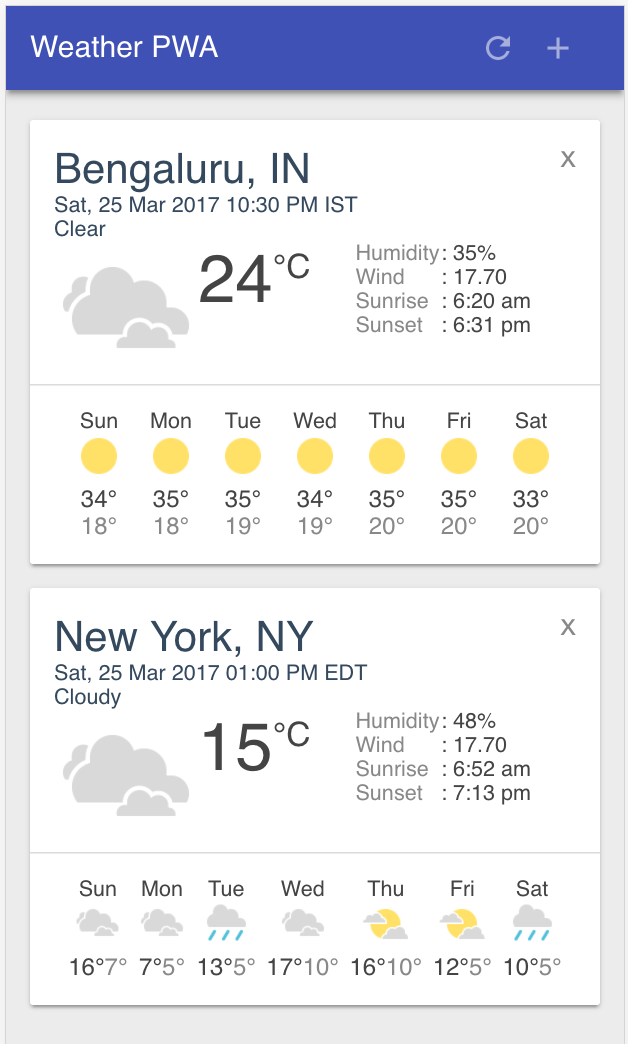 Weather PWA
Bengaluru, IN
x
Sat, 25 Mar 2017 10:30 PM IST
Clear
24°C
Humidity: 35%
Wind : 17.70
Sunrise : 6:20 am
Sunset : 6:31 pm
Sun Mon Tue Wed Thu Fri Sat
34° 35° 35° 34° 35° 35° 33°
18° 18° 19° 19° 20° 20° 20°
New York, NY
x
Sat, 25 Mar 2017 01:00 PM EDT
Cloudy
15°C
Humidity: 48%
Wind : 17.70
Sunrise : 6:52 am
Sunset : 7:13 pm
Sun Mon Tue Wed Thu Fri Sat
16°7° 7°5° 13°5° 17°10° 16°10° 12°5° 10°5°